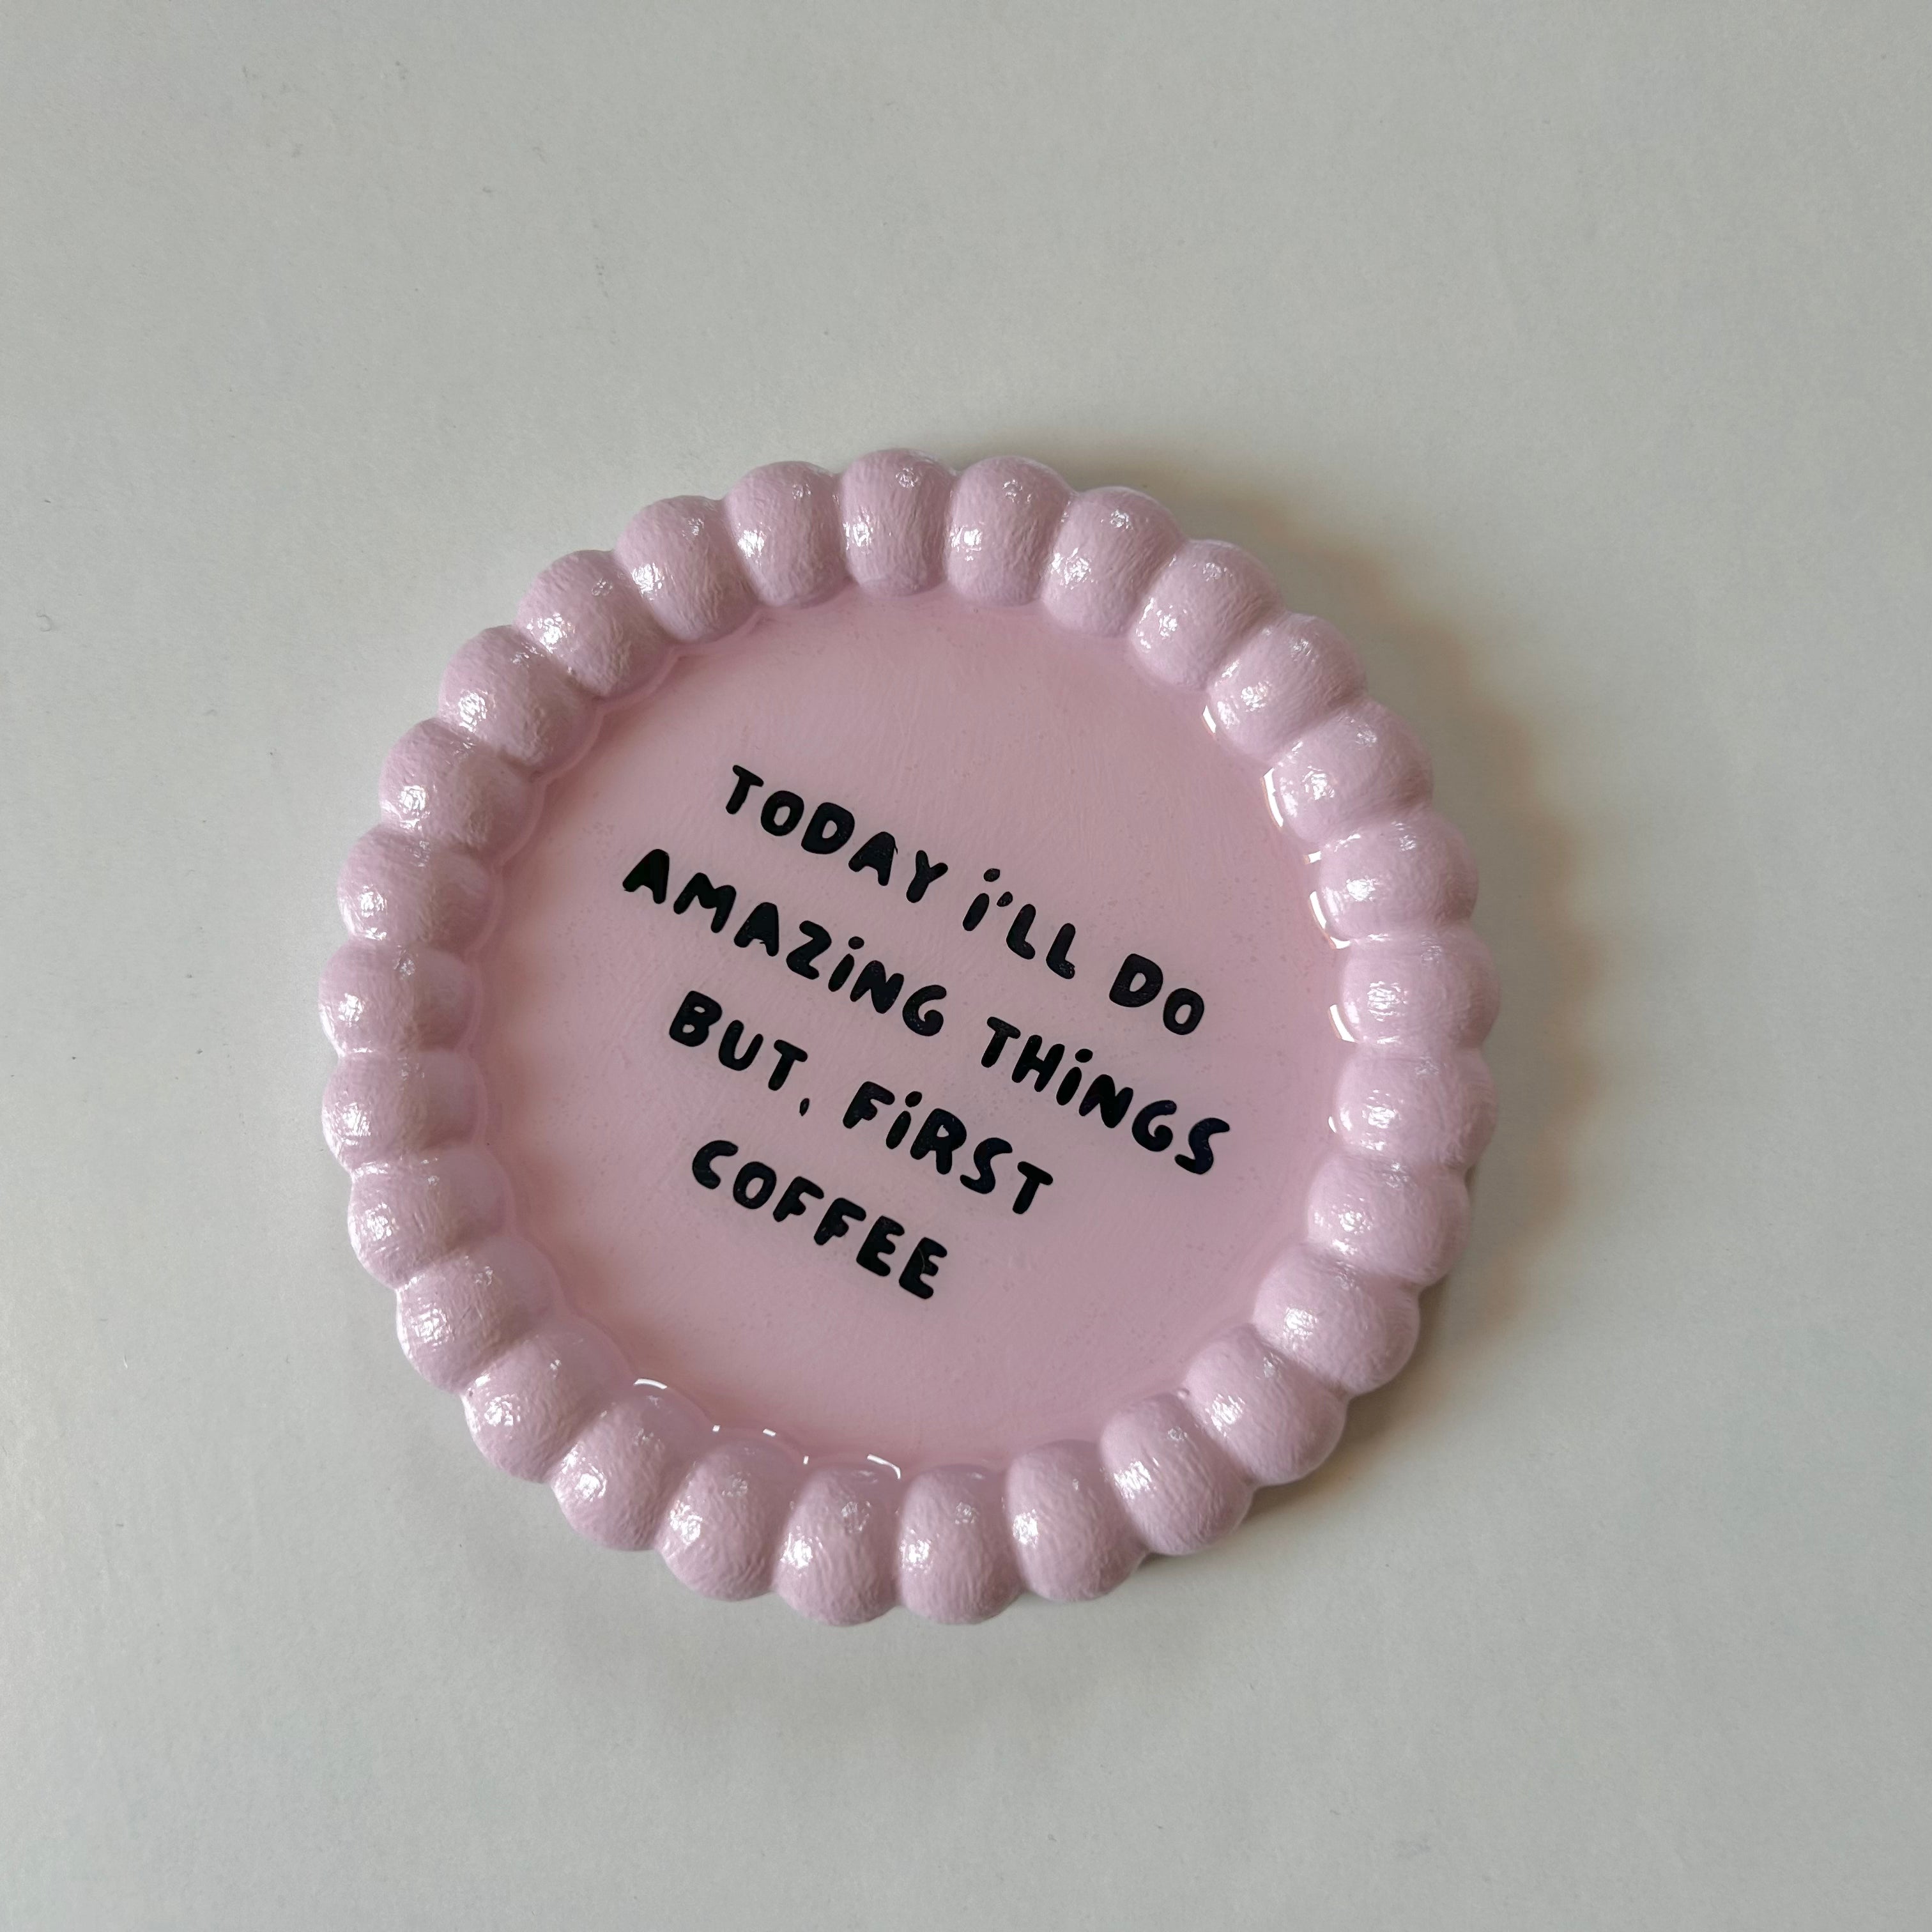 TODAY i'LL DO
AMAZiNG THiNGS
BUT, FiRST
COFFEE